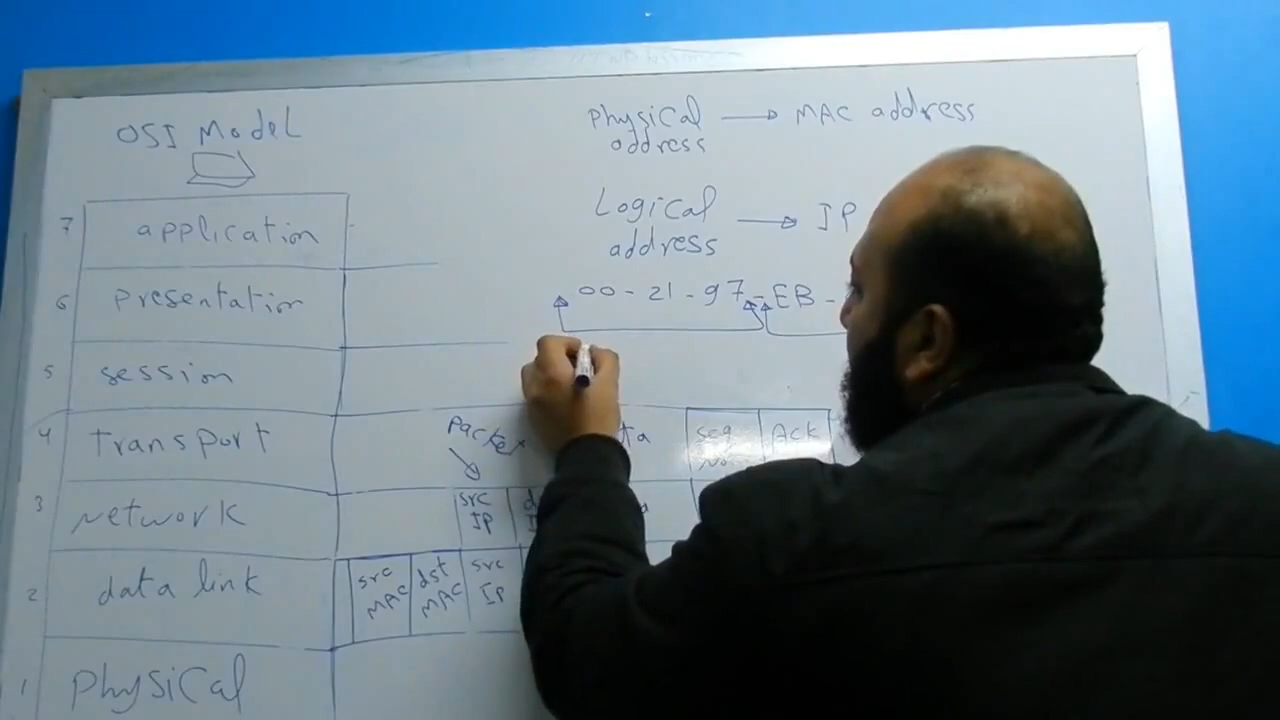 OSI Model
7 application
6 presentation
5 session
4 Transport
3 Network
2 data link
1 Physical
Physical address → MAC address
Logical address → IP
00-21-97-EB-
Packet
Seq No
Ack
src IP
src MAC
dst MAC
src IP